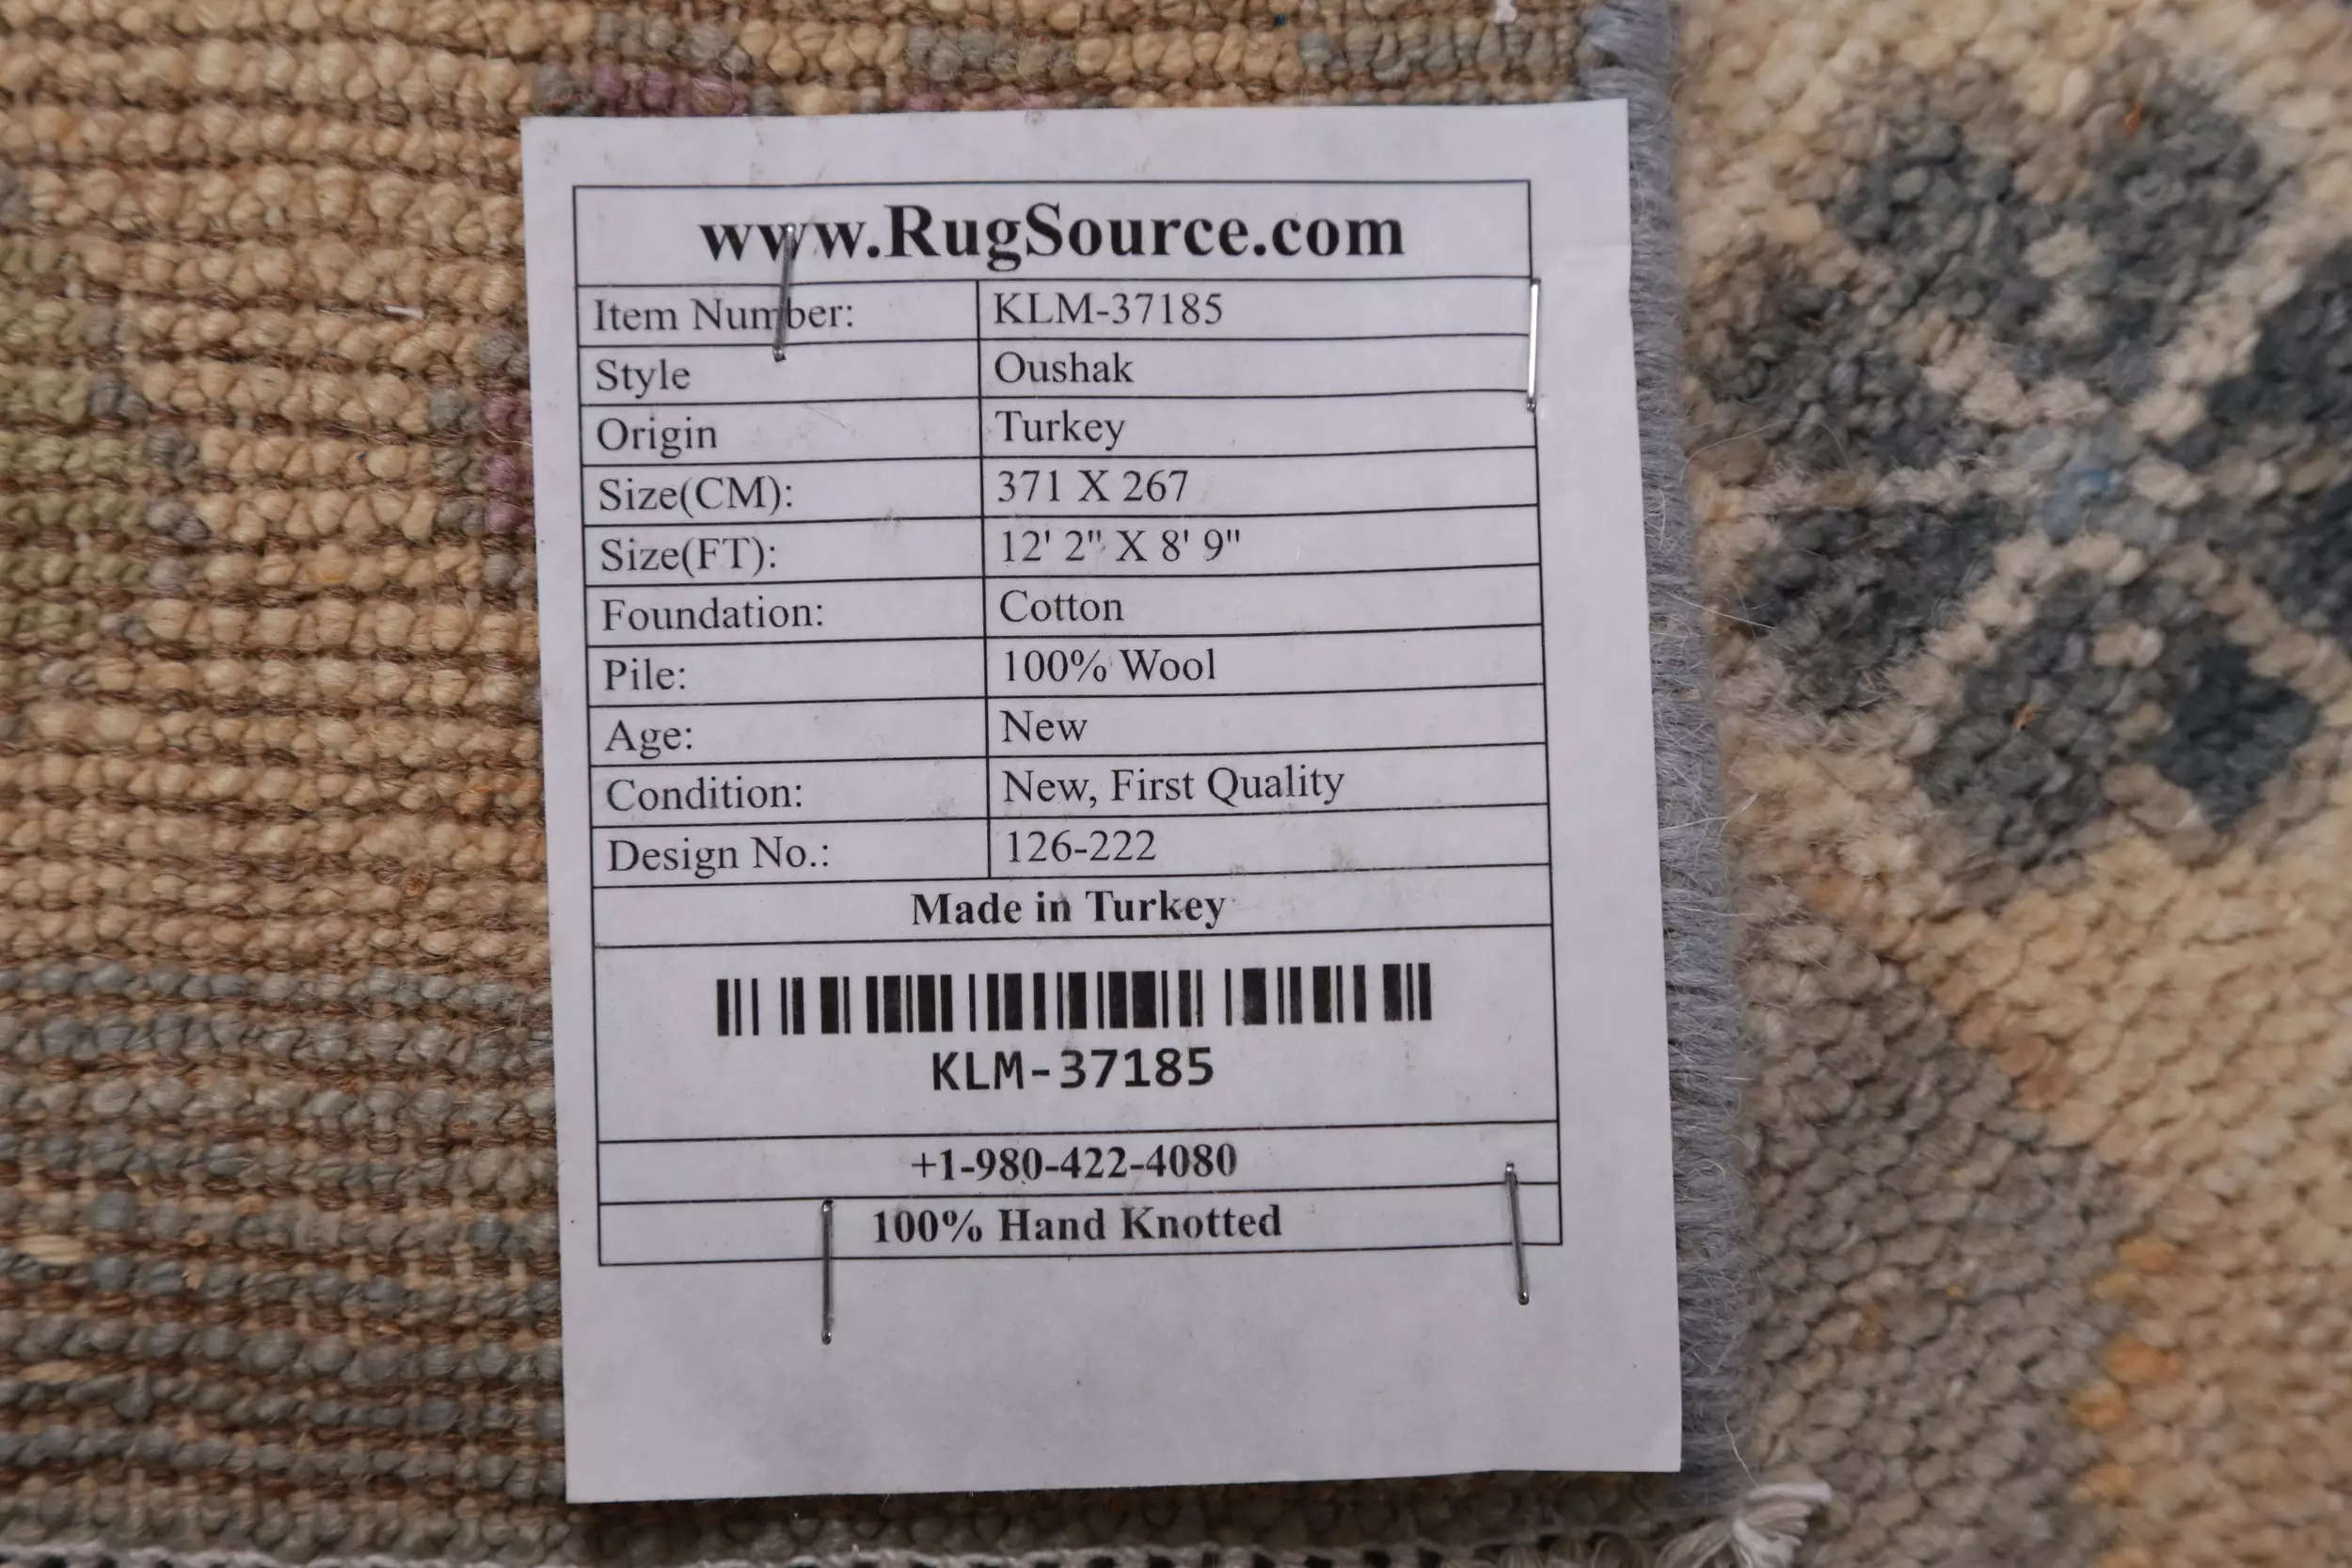 www.RugSource.com
Item Number: KLM-37185
Style Oushak
Origin Turkey
Size(CM): 371 X 267
Size(FT): 12' 2" X 8' 9"
Foundation: Cotton
Pile: 100% Wool
Age: New
Condition: New, First Quality
Design No.: 126-222
Made in Turkey
KLM-37185
+1-980-422-4080
100% Hand Knotted